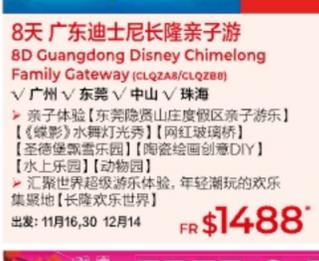 8天 广东迪士尼长隆亲子游
8D Guangdong Disney Chimelong
Family Gateway (CLQZA8/CLQZB8)
√ 广州 √ 东莞 √ 中山 √ 珠海
➤ 亲子体验【东莞隐贤山庄度假区亲子游乐】
【《蝶影》水舞灯光秀】【网红玻璃桥】
【圣德堡飘雪乐园】【陶瓷绘画创意DIY】
【水上乐园】【动物园】
➤ 汇聚世界超级游乐体验，年轻潮玩的欢乐
集聚地【长隆欢乐世界】
出发: 11月16,30 12月14
FR $1488*